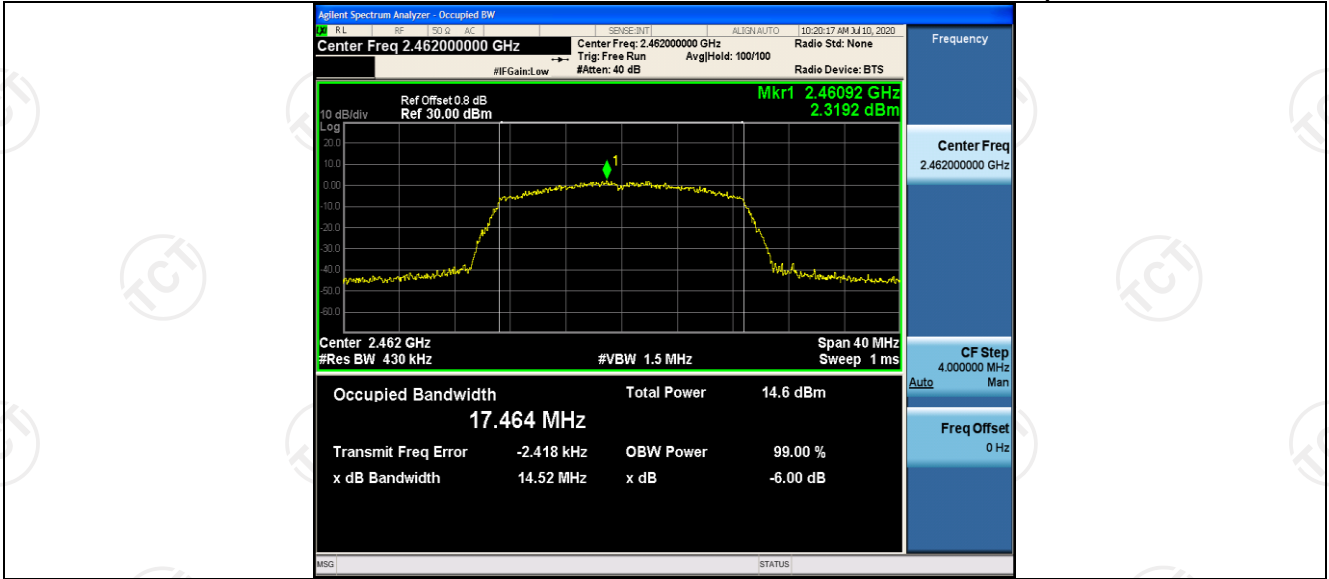 Agilent Spectrum Analyzer - Occupied BW
RL RF 50 Ω AC SENSE:INT ALIGN AUTO 10:20:17 AM Jul 10, 2020
Center Freq 2.462000000 GHz
Center Freq: 2.462000000 GHz Radio Std: None
Trig: Free Run Avg|Hold: 100/100
#IFGain:Low #Atten: 40 dB Radio Device: BTS
Frequency
Mkr1 2.46092 GHz
2.3192 dBm
Ref Offset 0.8 dB
10 dB/div Ref 30.00 dBm
Log
20.0
10.0
0.00
-10.0
-20.0
-30.0
-40.0
-50.0
-60.0
1
Center 2.462 GHz Span 40 MHz
#Res BW 430 kHz #VBW 1.5 MHz Sweep 1 ms
Occupied Bandwidth Total Power 14.6 dBm
17.464 MHz
Transmit Freq Error -2.418 kHz OBW Power 99.00 %
x dB Bandwidth 14.52 MHz x dB -6.00 dB
Center Freq
2.462000000 GHz
CF Step
4.000000 MHz
Auto Man
Freq Offset
0 Hz
MSG STATUS
TCT
TCT